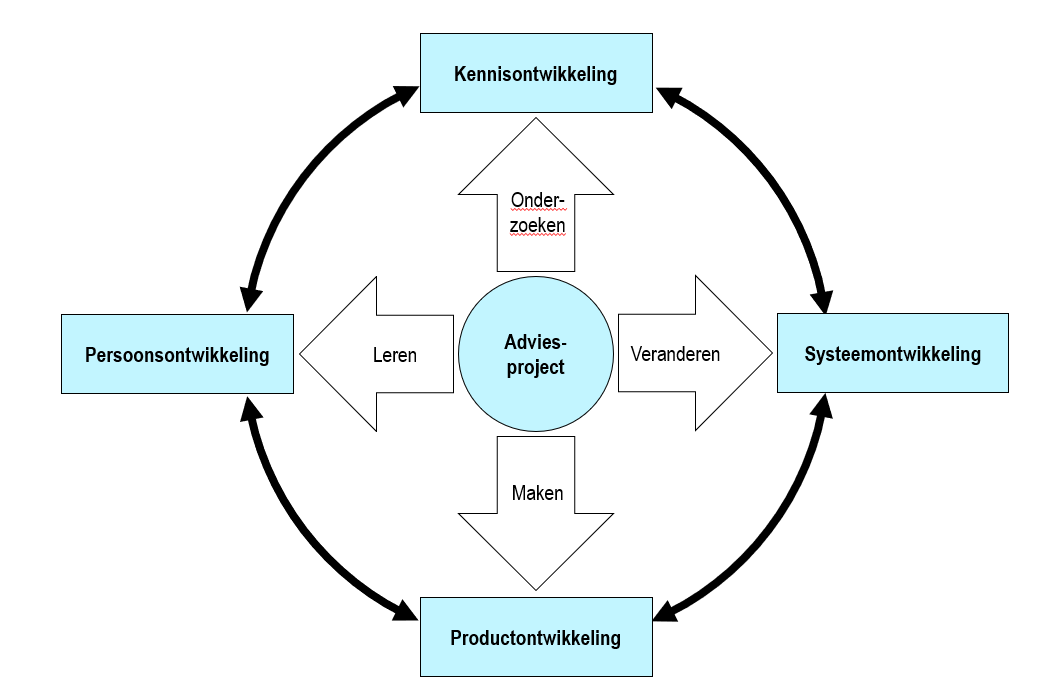 Kennisontwikkeling
Onder-
zoeken
Persoonsontwikkeling
Leren
Advies-
project
Veranderen
Systeemontwikkeling
Maken
Productontwikkeling